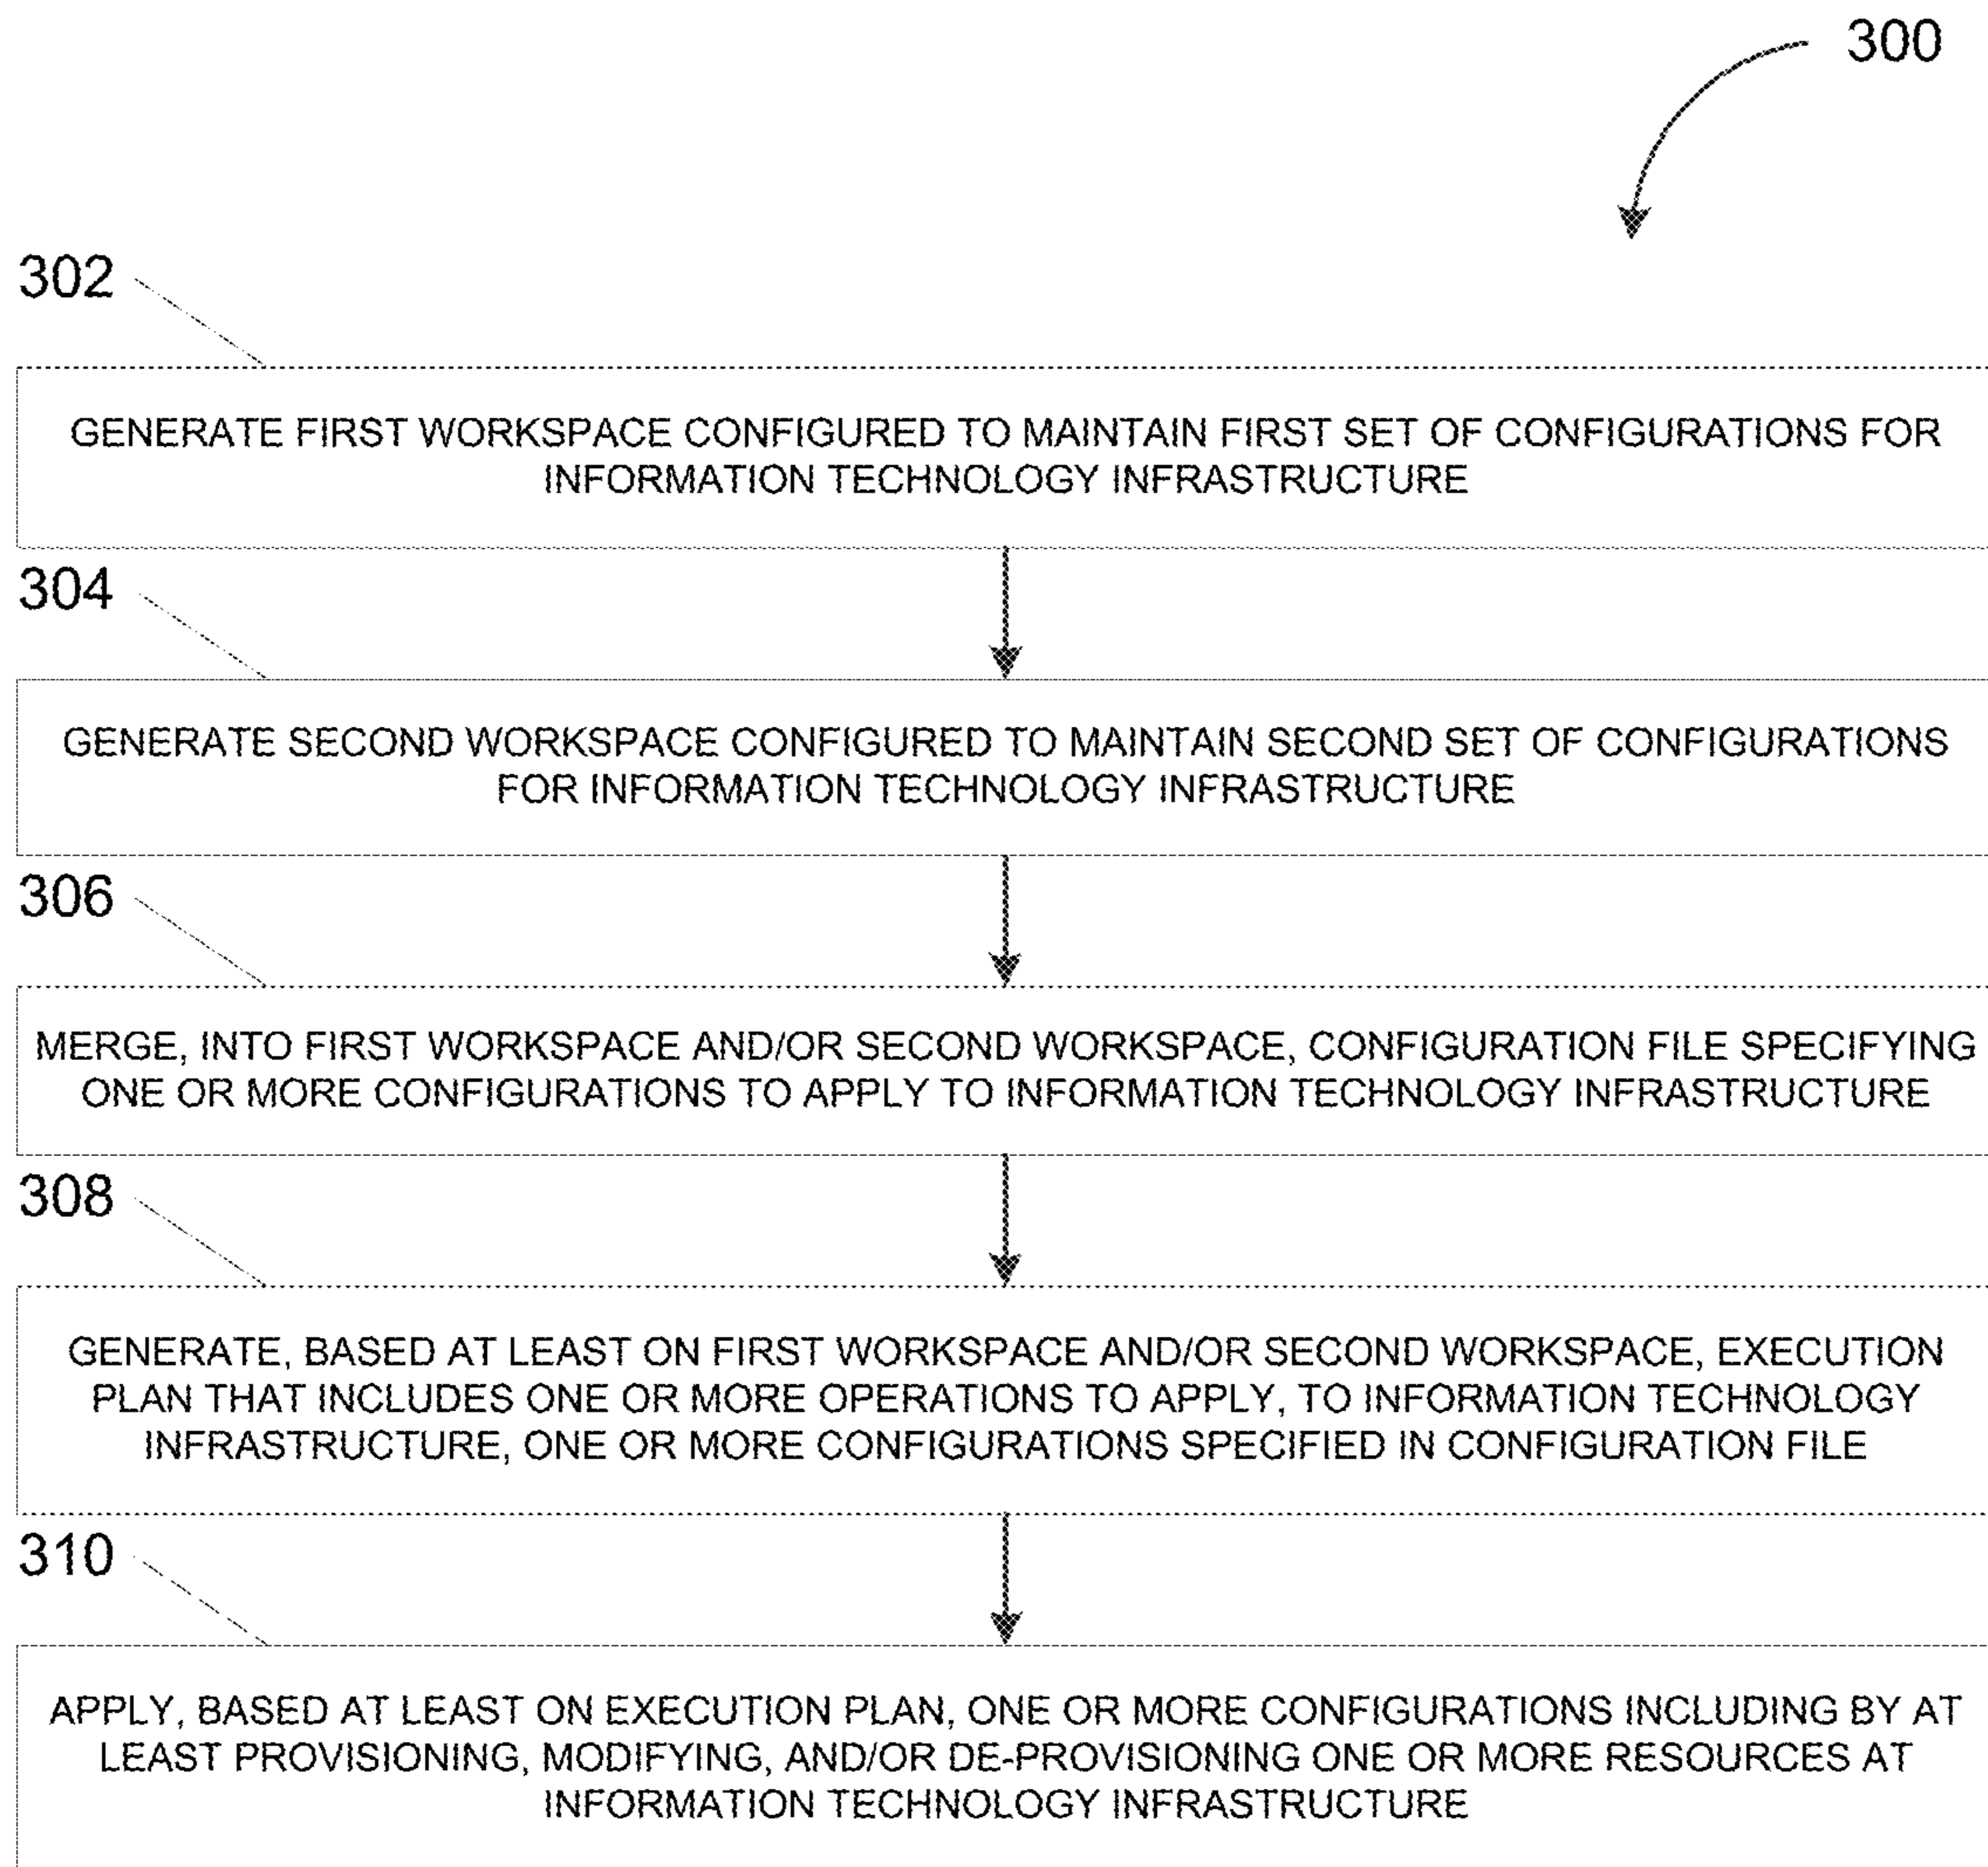 300
302
GENERATE FIRST WORKSPACE CONFIGURED TO MAINTAIN FIRST SET OF CONFIGURATIONS FOR
INFORMATION TECHNOLOGY INFRASTRUCTURE
304
GENERATE SECOND WORKSPACE CONFIGURED TO MAINTAIN SECOND SET OF CONFIGURATIONS
FOR INFORMATION TECHNOLOGY INFRASTRUCTURE
306
MERGE, INTO FIRST WORKSPACE AND/OR SECOND WORKSPACE, CONFIGURATION FILE SPECIFYING
ONE OR MORE CONFIGURATIONS TO APPLY TO INFORMATION TECHNOLOGY INFRASTRUCTURE
308
GENERATE, BASED AT LEAST ON FIRST WORKSPACE AND/OR SECOND WORKSPACE, EXECUTION
PLAN THAT INCLUDES ONE OR MORE OPERATIONS TO APPLY, TO INFORMATION TECHNOLOGY
INFRASTRUCTURE, ONE OR MORE CONFIGURATIONS SPECIFIED IN CONFIGURATION FILE
310
APPLY, BASED AT LEAST ON EXECUTION PLAN, ONE OR MORE CONFIGURATIONS INCLUDING BY AT
LEAST PROVISIONING, MODIFYING, AND/OR DE-PROVISIONING ONE OR MORE RESOURCES AT
INFORMATION TECHNOLOGY INFRASTRUCTURE